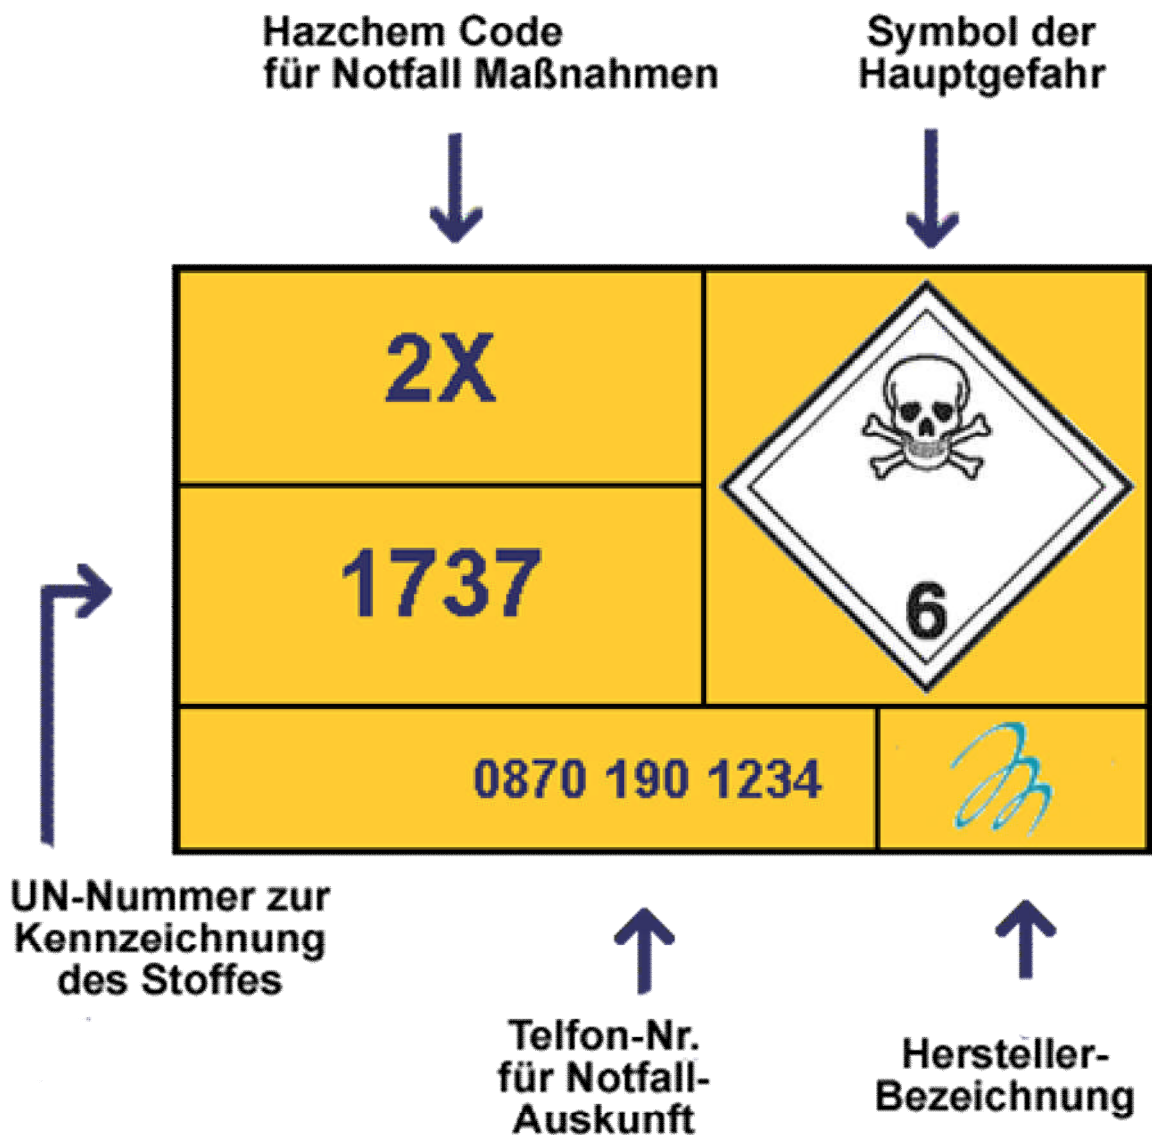 Hazchem Code
für Notfall Maßnahmen
Symbol der
Hauptgefahr
2X
1737
6
0870 190 1234
UN-Nummer zur
Kennzeichnung
des Stoffes
Telfon-Nr.
für Notfall-
Auskunft
Hersteller-
Bezeichnung